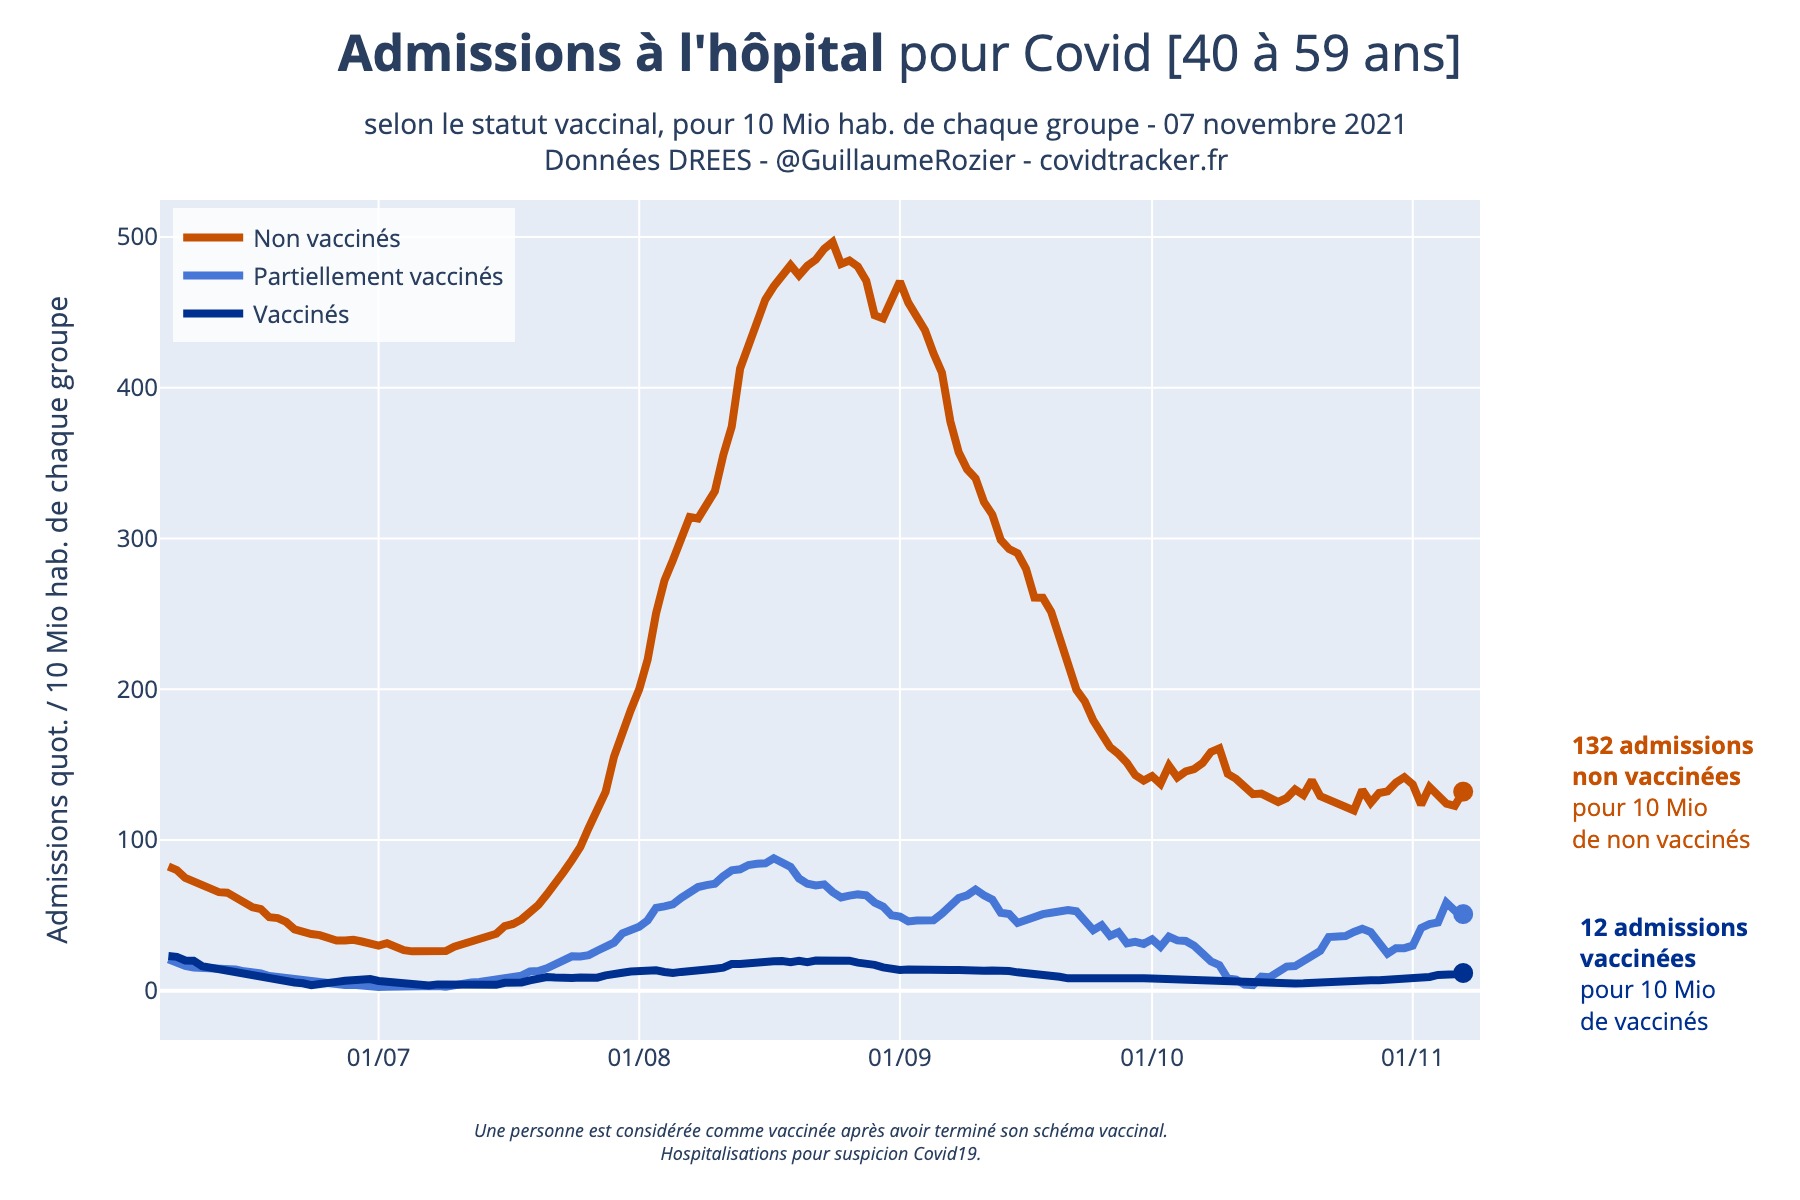 Admissions à l'hôpital pour Covid [40 à 59 ans]
selon le statut vaccinal, pour 10 Mio hab. de chaque groupe - 07 novembre 2021
Données DREES - @GuillaumeRozier - covidtracker.fr
Admissions quot. / 10 Mio hab. de chaque groupe
Non vaccinés
Partiellement vaccinés
Vaccinés
500
400
300
200
100
0
01/07
01/08
01/09
01/10
01/11
132 admissions
non vaccinées
pour 10 Mio
de non vaccinés
12 admissions
vaccinées
pour 10 Mio
de vaccinés
Une personne est considérée comme vaccinée après avoir terminé son schéma vaccinal.
Hospitalisations pour suspicion Covid19.